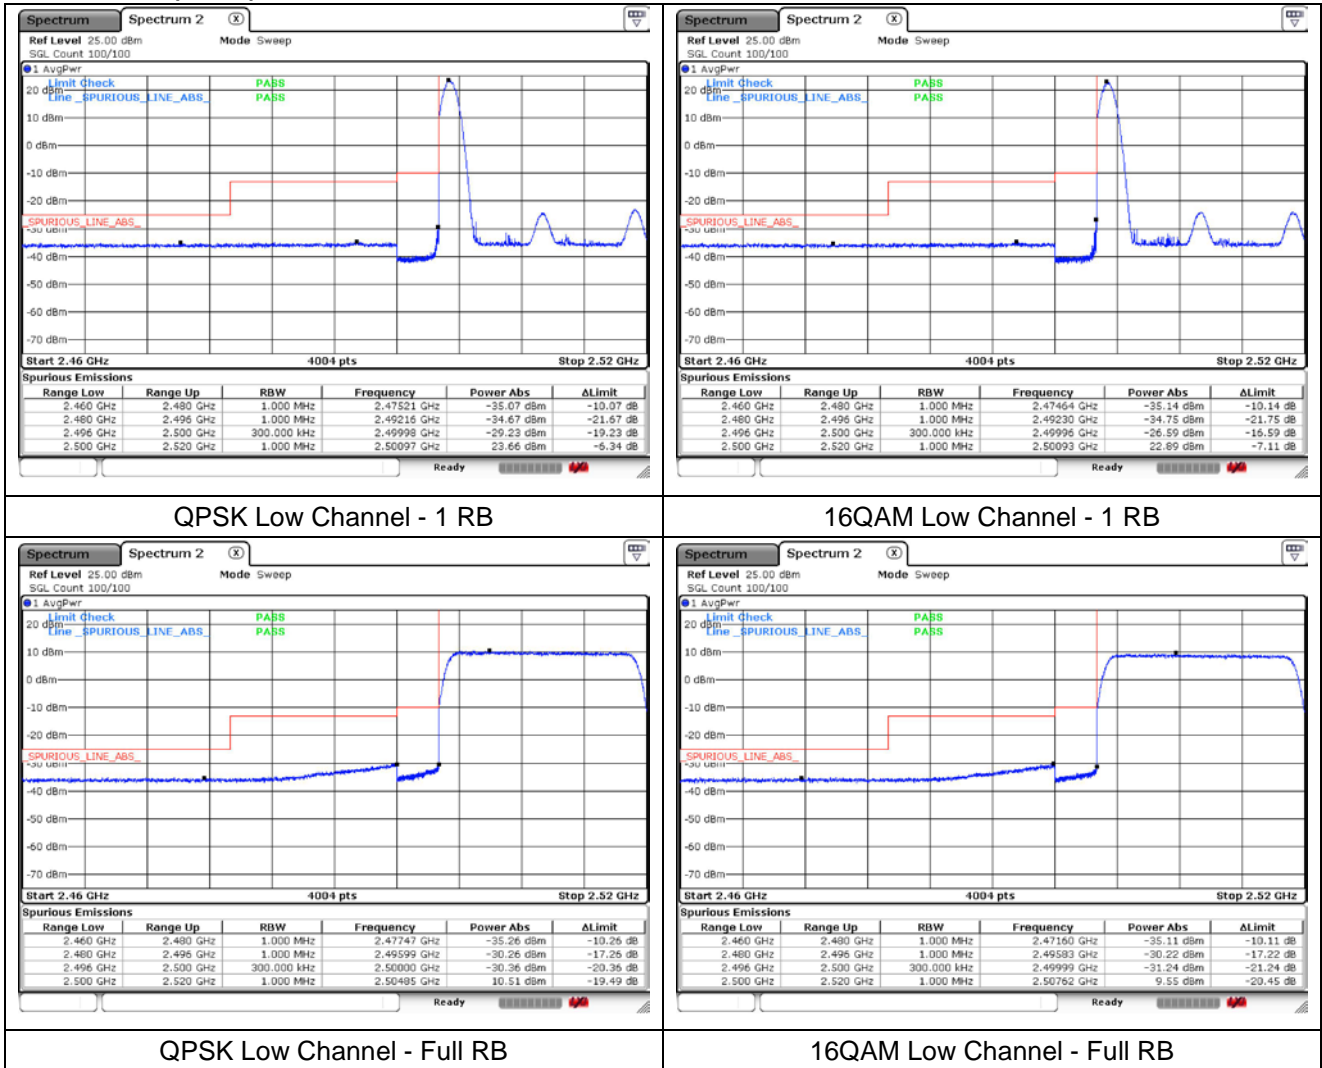 Spectrum Spectrum 2 X
Ref Level 25.00 dBm Mode Sweep
SGL Count 100/100
1 AvgPwr
Limit Check PASS
20 dBm
Line _SPURIOUS_LINE_ABS_ PASS
10 dBm
0 dBm
-10 dBm
-20 dBm
_SPURIOUS_LINE_ABS_
-30 dBm
-40 dBm
-50 dBm
-60 dBm
-70 dBm
Start 2.46 GHz 4004 pts Stop 2.52 GHz
Spurious Emissions
Range Low Range Up RBW Frequency Power Abs ΔLimit
2.460 GHz 2.480 GHz 1.000 MHz 2.47521 GHz -35.07 dBm -10.07 dB
2.480 GHz 2.496 GHz 1.000 MHz 2.49216 GHz -34.67 dBm -21.67 dB
2.496 GHz 2.500 GHz 300.000 kHz 2.49998 GHz -29.23 dBm -19.23 dB
2.500 GHz 2.520 GHz 1.000 MHz 2.50097 GHz 23.66 dBm -6.34 dB
Ready
QPSK Low Channel - 1 RB
Spectrum Spectrum 2 X
Ref Level 25.00 dBm Mode Sweep
SGL Count 100/100
1 AvgPwr
Limit Check PASS
20 dBm
Line _SPURIOUS_LINE_ABS_ PASS
10 dBm
0 dBm
-10 dBm
-20 dBm
_SPURIOUS_LINE_ABS_
-30 dBm
-40 dBm
-50 dBm
-60 dBm
-70 dBm
Start 2.46 GHz 4004 pts Stop 2.52 GHz
Spurious Emissions
Range Low Range Up RBW Frequency Power Abs ΔLimit
2.460 GHz 2.480 GHz 1.000 MHz 2.47464 GHz -35.14 dBm -10.14 dB
2.480 GHz 2.496 GHz 1.000 MHz 2.49230 GHz -34.75 dBm -21.75 dB
2.496 GHz 2.500 GHz 300.000 kHz 2.49996 GHz -26.59 dBm -16.59 dB
2.500 GHz 2.520 GHz 1.000 MHz 2.50093 GHz 22.89 dBm -7.11 dB
Ready
16QAM Low Channel - 1 RB
Spectrum Spectrum 2 X
Ref Level 25.00 dBm Mode Sweep
SGL Count 100/100
1 AvgPwr
Limit Check PASS
20 dBm
Line _SPURIOUS_LINE_ABS_ PASS
10 dBm
0 dBm
-10 dBm
-20 dBm
_SPURIOUS_LINE_ABS_
-30 dBm
-40 dBm
-50 dBm
-60 dBm
-70 dBm
Start 2.46 GHz 4004 pts Stop 2.52 GHz
Spurious Emissions
Range Low Range Up RBW Frequency Power Abs ΔLimit
2.460 GHz 2.480 GHz 1.000 MHz 2.47747 GHz -35.26 dBm -10.26 dB
2.480 GHz 2.496 GHz 1.000 MHz 2.49599 GHz -30.26 dBm -17.26 dB
2.496 GHz 2.500 GHz 300.000 kHz 2.50000 GHz -30.36 dBm -20.36 dB
2.500 GHz 2.520 GHz 1.000 MHz 2.50485 GHz 10.51 dBm -19.49 dB
Ready
QPSK Low Channel - Full RB
Spectrum Spectrum 2 X
Ref Level 25.00 dBm Mode Sweep
SGL Count 100/100
1 AvgPwr
Limit Check PASS
20 dBm
Line _SPURIOUS_LINE_ABS_ PASS
10 dBm
0 dBm
-10 dBm
-20 dBm
_SPURIOUS_LINE_ABS_
-30 dBm
-40 dBm
-50 dBm
-60 dBm
-70 dBm
Start 2.46 GHz 4004 pts Stop 2.52 GHz
Spurious Emissions
Range Low Range Up RBW Frequency Power Abs ΔLimit
2.460 GHz 2.480 GHz 1.000 MHz 2.47160 GHz -35.11 dBm -10.11 dB
2.480 GHz 2.496 GHz 1.000 MHz 2.49583 GHz -30.22 dBm -17.22 dB
2.496 GHz 2.500 GHz 300.000 kHz 2.49999 GHz -31.24 dBm -21.24 dB
2.500 GHz 2.520 GHz 1.000 MHz 2.50762 GHz 9.55 dBm -20.45 dB
Ready
16QAM Low Channel - Full RB